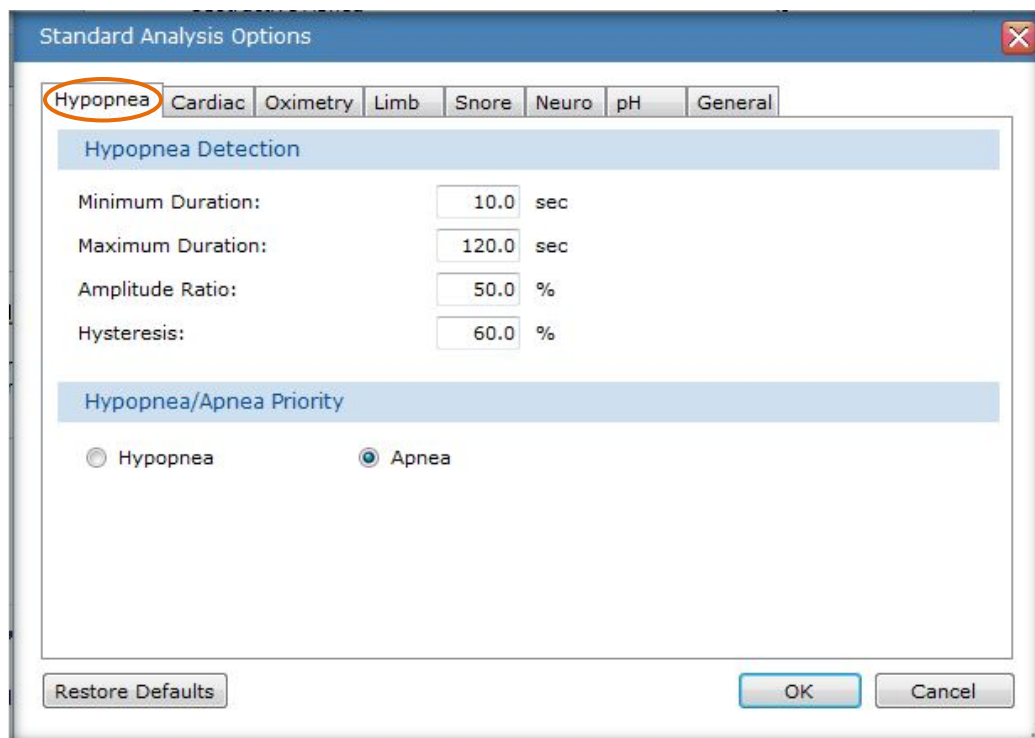 Standard Analysis Options
Hypopnea Cardiac Oximetry Limb Snore Neuro pH General
Hypopnea Detection
Minimum Duration: 10.0 sec
Maximum Duration: 120.0 sec
Amplitude Ratio: 50.0 %
Hysteresis: 60.0 %
Hypopnea/Apnea Priority
Hypopnea Apnea
Restore Defaults OK Cancel